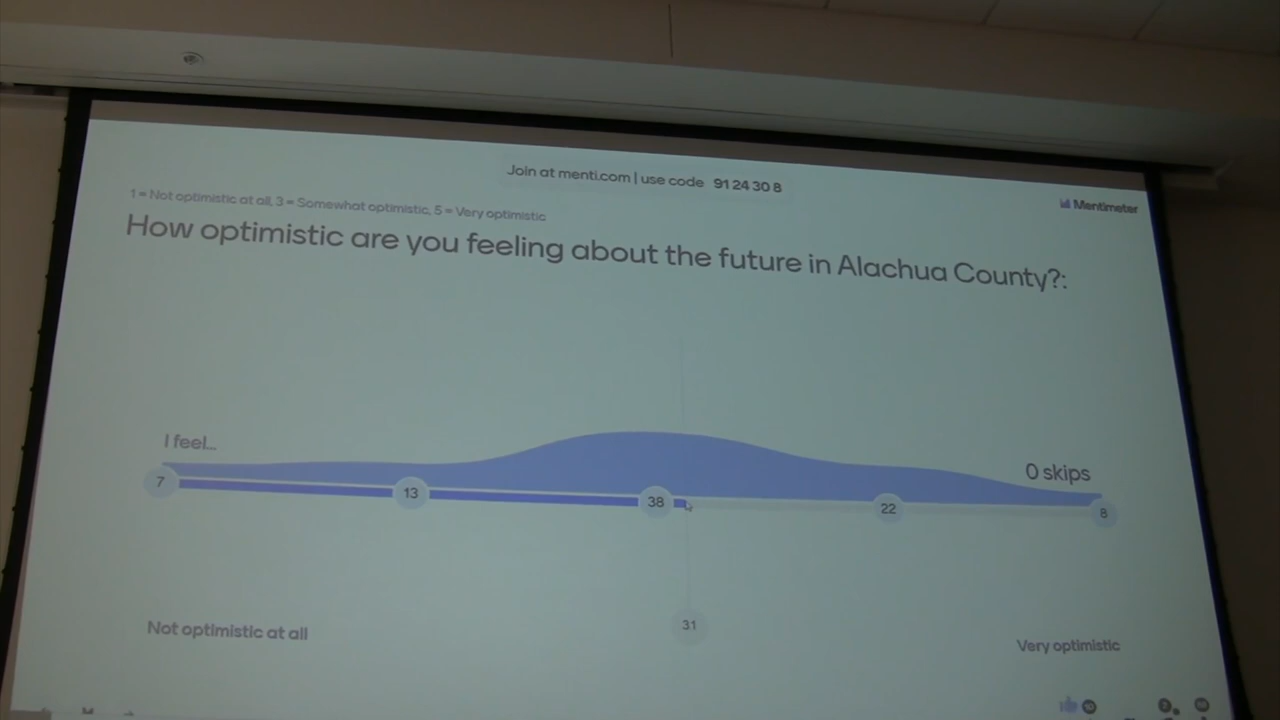 Join at menti.com | use code 91 24 30 8
Mentimeter
1 = Not optimistic at all, 3 = Somewhat optimistic, 5 = Very optimistic
How optimistic are you feeling about the future in Alachua County?:
I feel...
0 skips
7
13
38
22
8
31
Not optimistic at all
Very optimistic